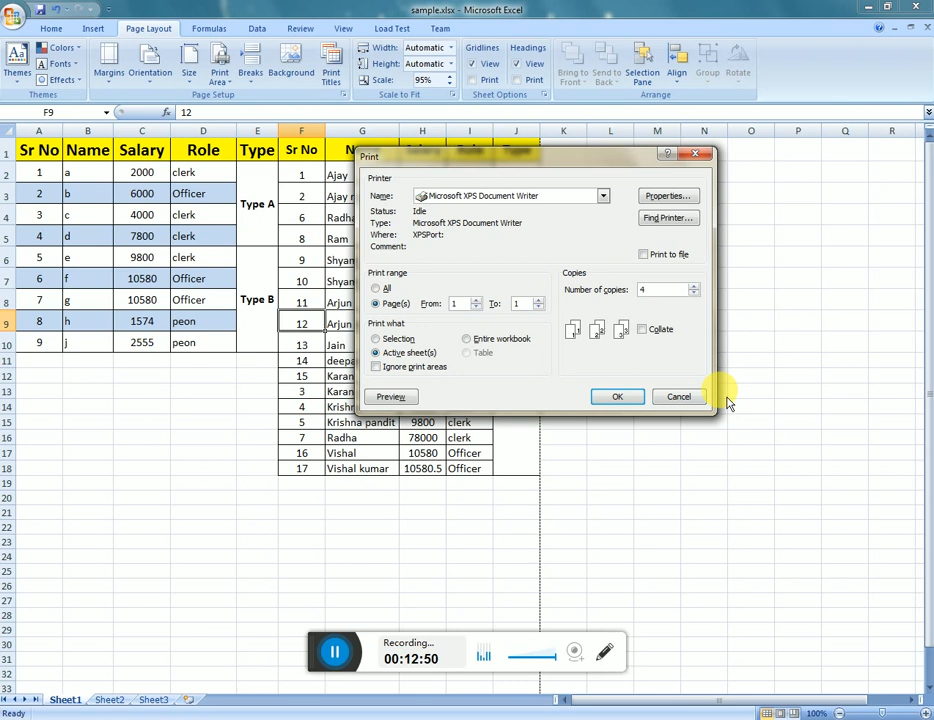 sample.xlsx - Microsoft Excel
Home Insert Page Layout Formulas Data Review View Load Test Team
Colors Width: Automatic Gridlines Headings
Fonts Height: Automatic View View
Themes Effects Margins Orientation Size Print Area Breaks Background Print Titles Scale: 95% Print Print Bring to Front Send to Back Selection Pane Align Group Rotate
Themes Page Setup Scale to Fit Sheet Options Arrange
F9 fx 12
A B C D E F G H I J K L M N O P Q R
1 Sr No Name Salary Role Type Sr No
2 1 a 2000 clerk 1 Ajay
3 2 b 6000 Officer 2 Ajay
Type A
4 3 c 4000 clerk 6 Radha
5 4 d 7800 clerk 8 Ram
6 5 e 9800 clerk 9 Shyam
7 6 f 10580 Officer 10 Shyam
8 7 g 10580 Officer Type B 11 Arjun
9 8 h 1574 peon 12 Arjun
10 9 j 2555 peon 13 Jain
11 14 deepa
12 15 Karan
13 3 Karan
14 4 Krishn
15 5 Krishna pandit 9800 clerk
16 7 Radha 78000 clerk
17 16 Vishal 10580 Officer
18 17 Vishal kumar 10580.5 Officer
19
20
21
22
23
24
25
26
27
28
29
30
31
32
33
Print
Printer
Name: Microsoft XPS Document Writer Properties...
Status: Idle
Type: Microsoft XPS Document Writer Find Printer...
Where: XPSPort:
Comment: Print to file
Print range Copies
All Number of copies: 4
Page(s) From: 1 To: 1
Print what
Selection Entire workbook Collate
Active sheet(s) Table
Ignore print areas
Preview OK Cancel
Recording...
00:12:50
Sheet1 Sheet2 Sheet3
Ready 100%